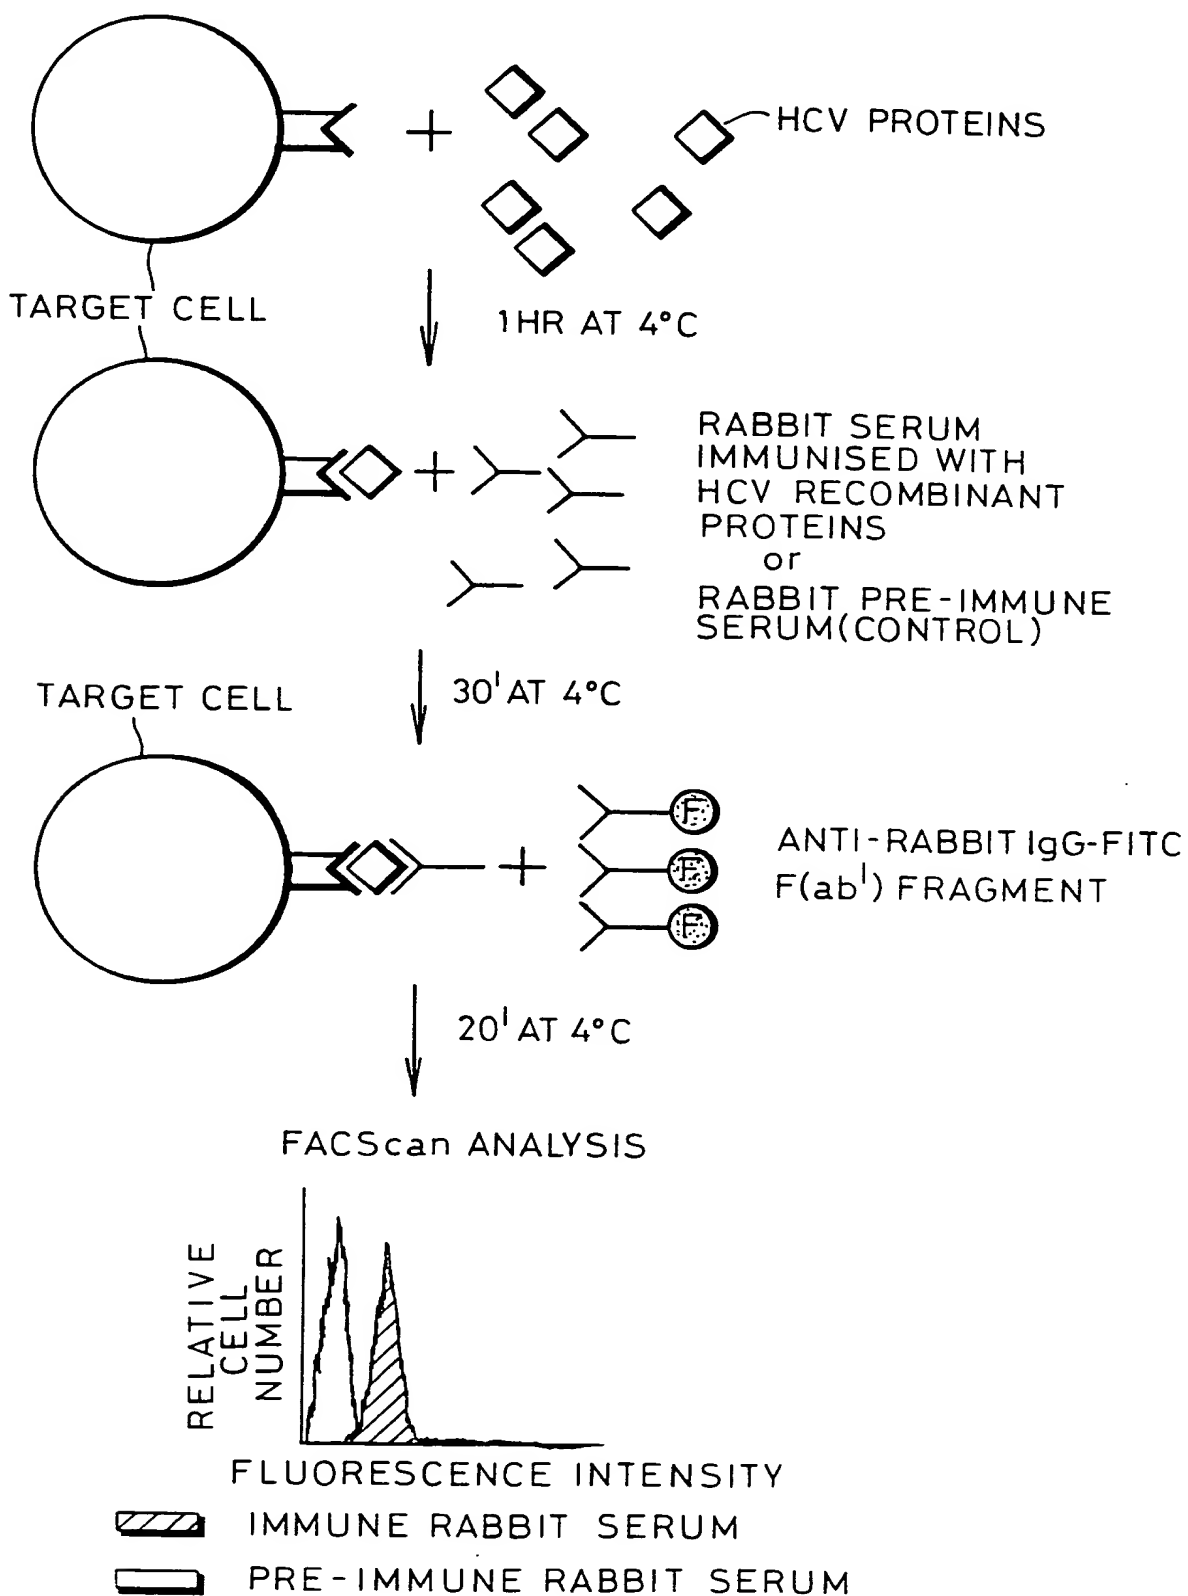 HCV PROTEINS
TARGET CELL
1HR AT 4°C
RABBIT SERUM
IMMUNISED WITH
HCV RECOMBINANT
PROTEINS
or
RABBIT PRE-IMMUNE
SERUM(CONTROL)
30' AT 4°C
TARGET CELL
F
F
F
ANTI-RABBIT IgG-FITC
F(ab') FRAGMENT
20' AT 4°C
FACScan ANALYSIS
RELATIVE
CELL
NUMBER
FLUORESCENCE INTENSITY
IMMUNE RABBIT SERUM
PRE-IMMUNE RABBIT SERUM